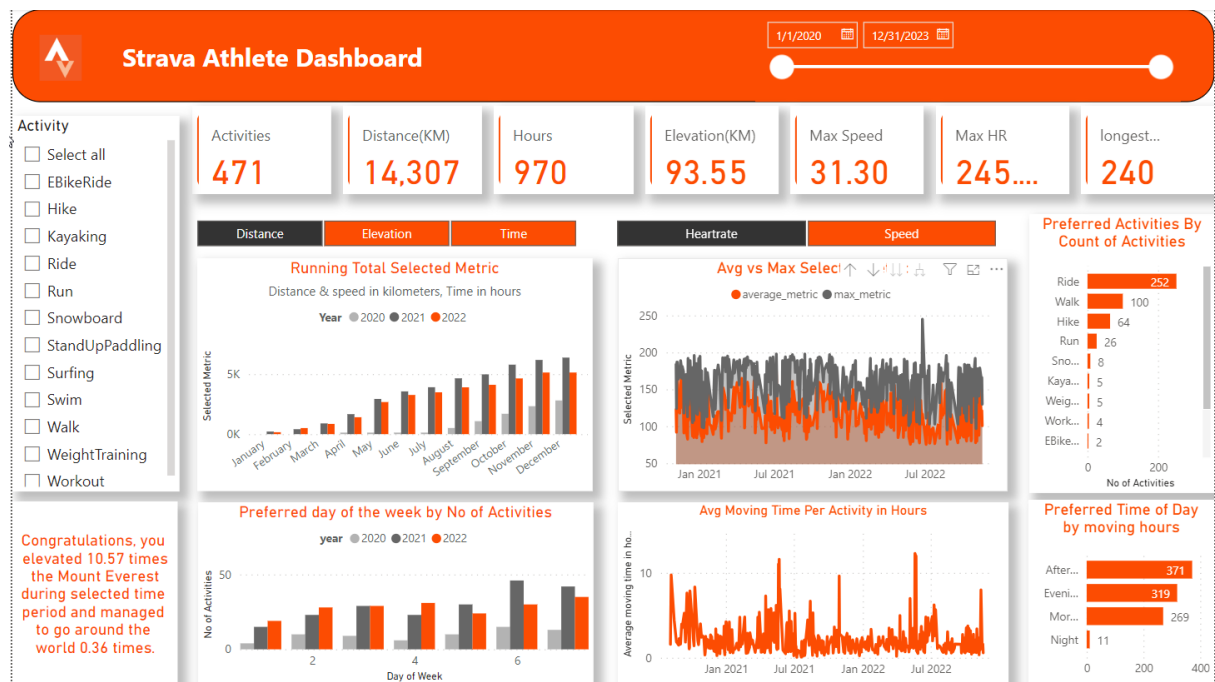 Strava Athlete Dashboard
1/1/2020
12/31/2023
Activity
Select all
EBikeRide
Hike
Kayaking
Ride
Run
Snowboard
StandUpPaddling
Surfing
Swim
Walk
WeightTraining
Workout
Activities
471
Distance(KM)
14,307
Hours
970
Elevation(KM)
93.55
Max Speed
31.30
Max HR
245....
longest...
240
Distance
Elevation
Time
Heartrate
Speed
Running Total Selected Metric
Distance & speed in kilometers, Time in hours
Year 2020 2021 2022
Selected Metric
5K
0K
January
February
March
April
May
June
July
August
September
October
November
December
Avg vs Max Select
average_metric max_metric
Selected Metric
250
200
150
100
50
Jan 2021
Jul 2021
Jan 2022
Jul 2022
Preferred Activities By
Count of Activities
Ride 252
Walk 100
Hike 64
Run 26
Sno... 8
Kaya... 5
Weig... 5
Work... 4
EBike... 2
0 200
No of Activities
Congratulations, you
elevated 10.57 times
the Mount Everest
during selected time
period and managed
to go around the
world 0.36 times.
Preferred day of the week by No of Activities
year 2020 2021 2022
No of Activities
50
0
2 4 6
Day of Week
Avg Moving Time Per Activity in Hours
Average moving time in ho...
10
0
Jan 2021
Jul 2021
Jan 2022
Jul 2022
Preferred Time of Day
by moving hours
After... 371
Eveni... 319
Mor... 269
Night 11
0 200 400